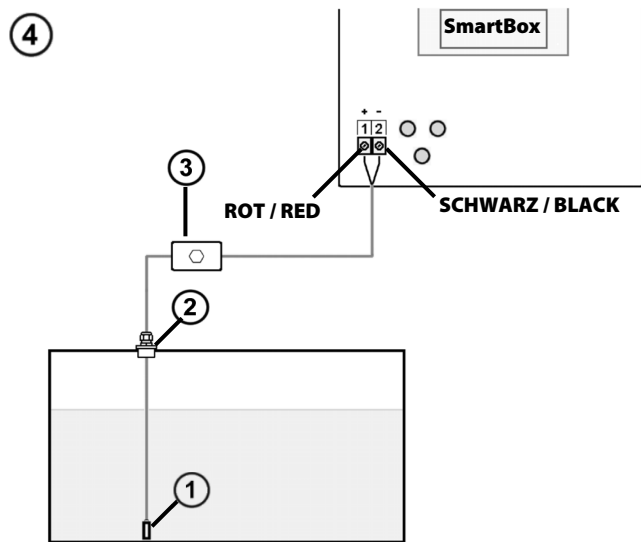 4
SmartBox
+ -
1 2
3
ROT / RED
SCHWARZ / BLACK
2
1